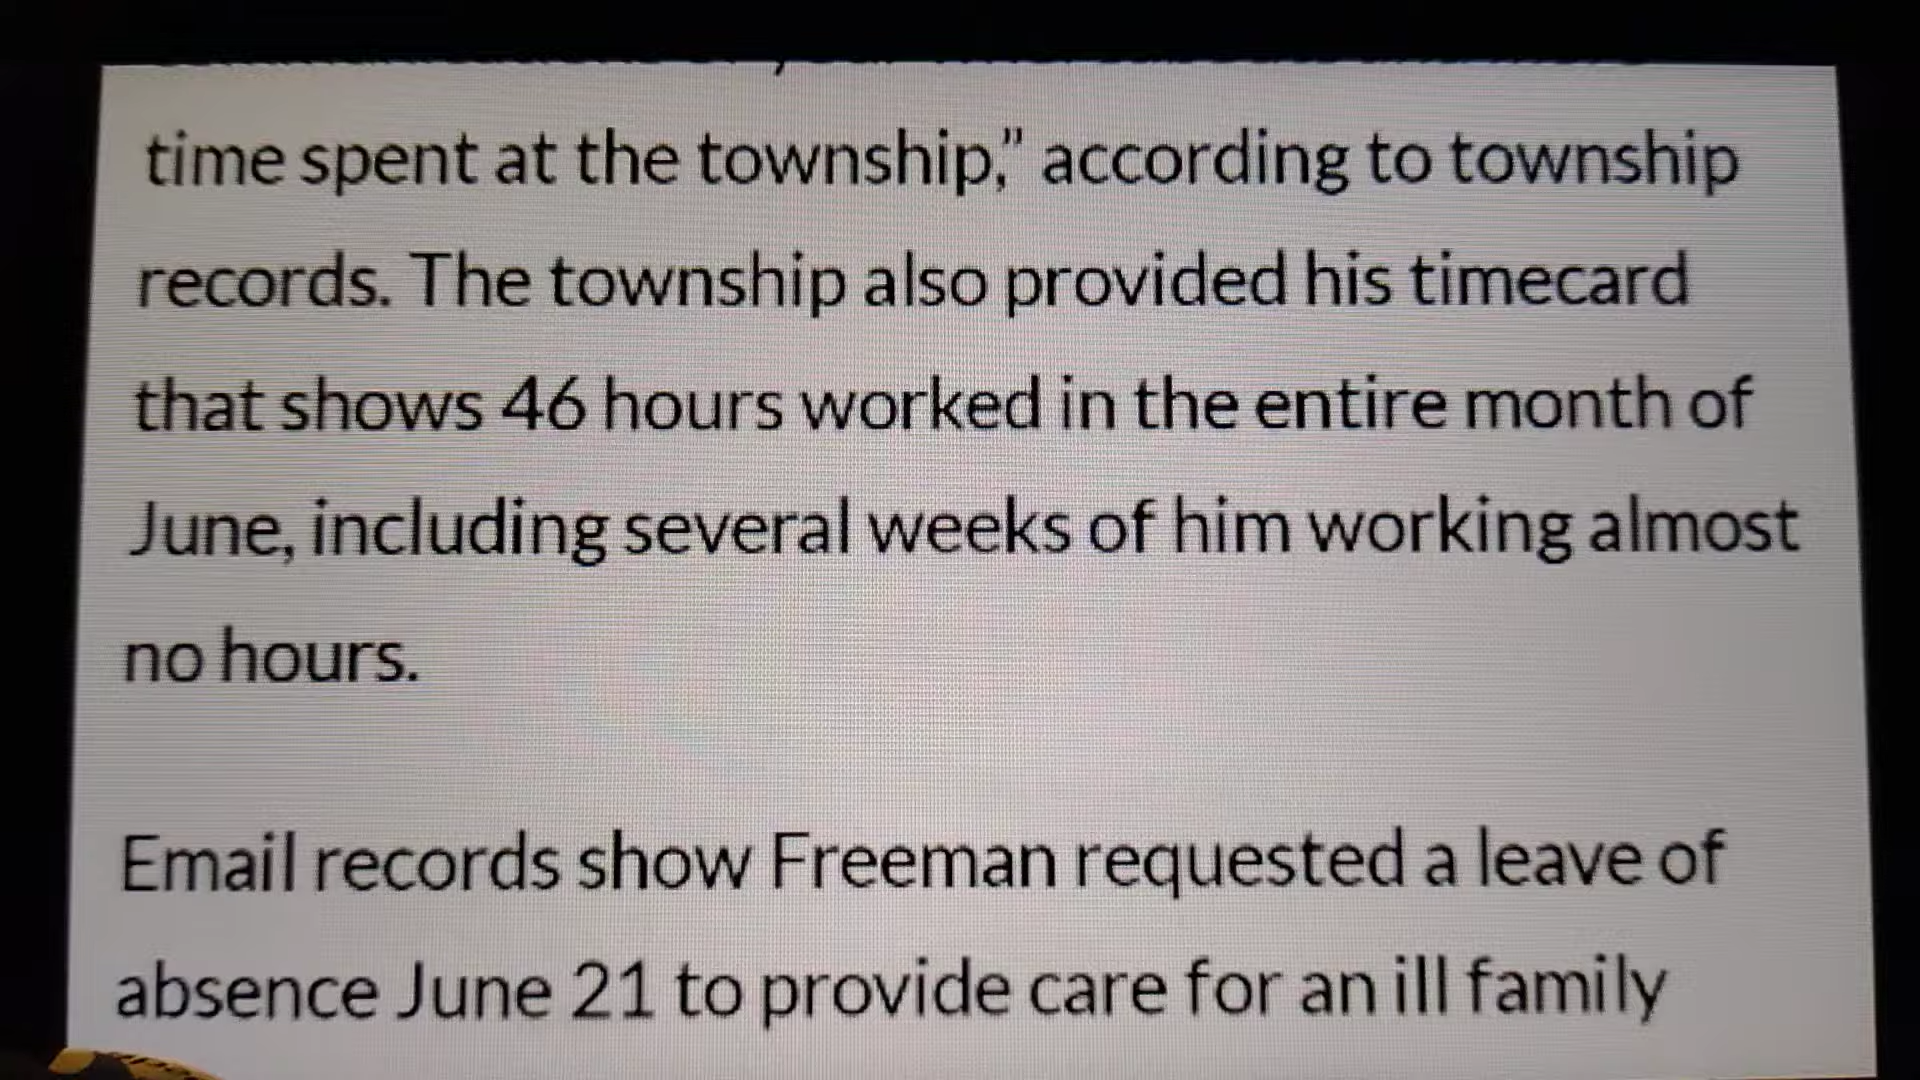 time spent at the township,” according to township
records. The township also provided his timecard
that shows 46 hours worked in the entire month of
June, including several weeks of him working almost
no hours.
Email records show Freeman requested a leave of
absence June 21 to provide care for an ill family